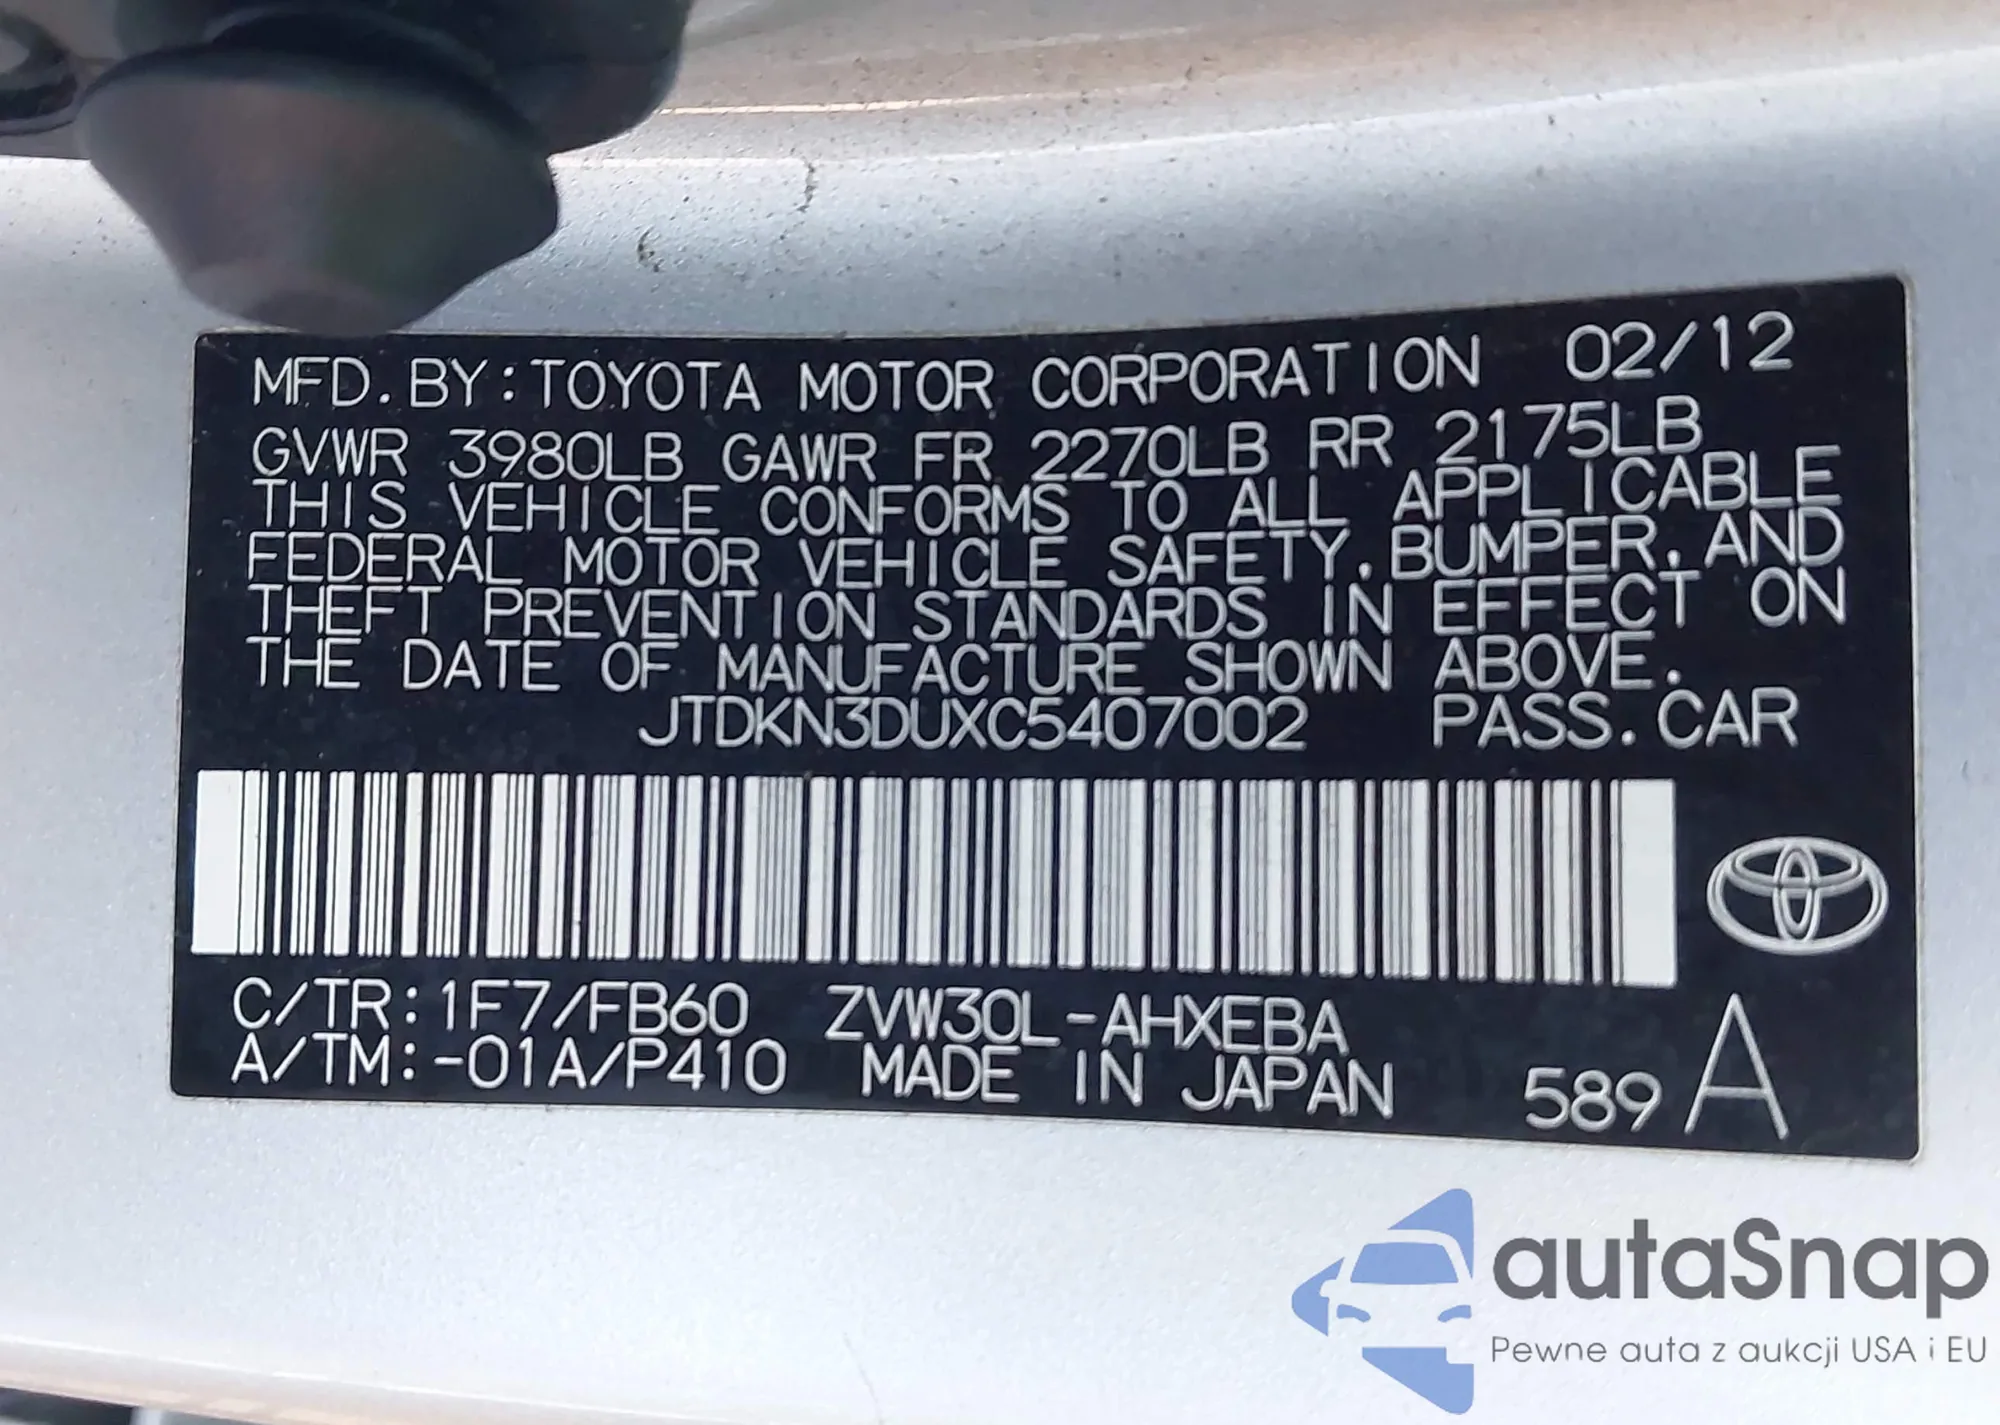 MFD. BY: TOYOTA MOTOR CORPORATION 02/12
GVWR 3980LB GAWR FR 2270LB RR 2175LB
THIS VEHICLE CONFORMS TO ALL APPLICABLE
FEDERAL MOTOR VEHICLE SAFETY, BUMPER, AND
THEFT PREVENTION STANDARDS IN EFFECT ON
THE DATE OF MANUFACTURE SHOWN ABOVE.
JTDKN3DUXC5407002 PASS. CAR
C/TR: 1F7/FB60 ZVW30L-AHXEBA
A/TM: -01A/P410 MADE IN JAPAN 589 A
autaSnap
Pewne auta z aukcji USA i EU